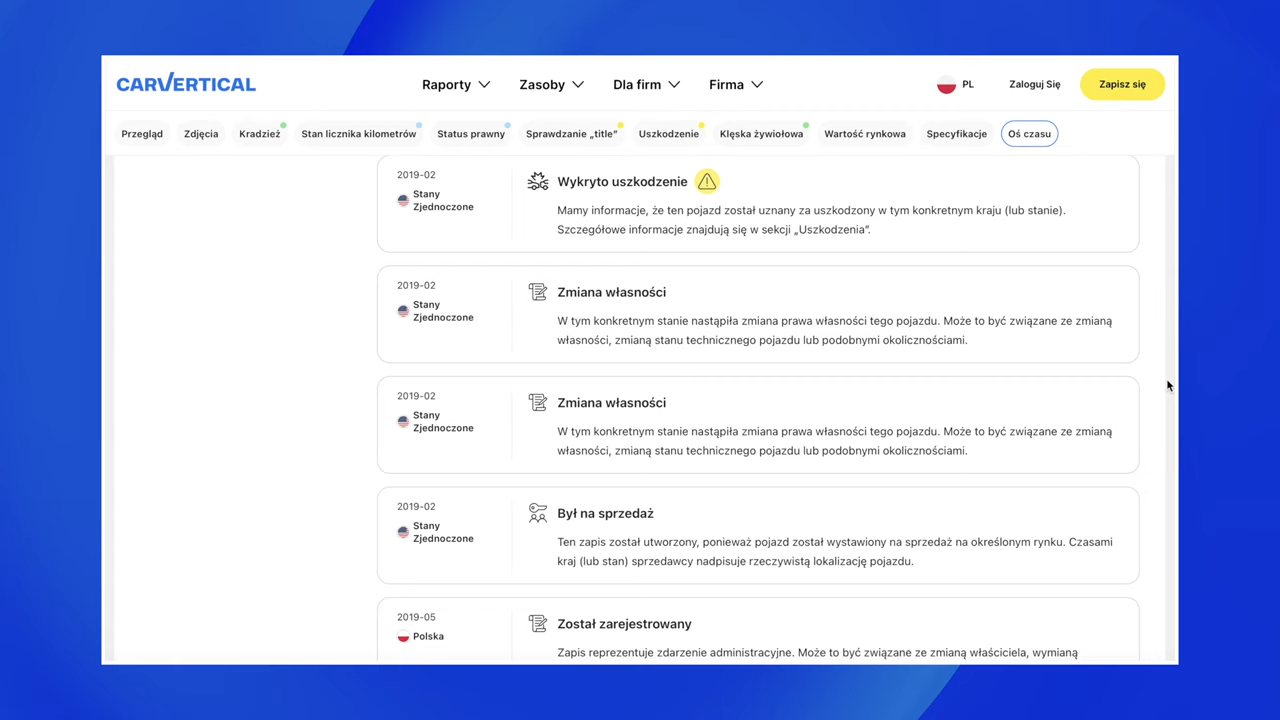 CARVERTICAL
Raporty
Zasoby
Dla firm
Firma
PL
Zaloguj Się
Zapisz się
Przegląd
Zdjęcia
Kradzież
Stan licznika kilometrów
Status prawny
Sprawdzanie „title”
Uszkodzenie
Klęska żywiołowa
Wartość rynkowa
Specyfikacje
Oś czasu
2019-02
Stany
Zjednoczone
Wykryto uszkodzenie
Mamy informacje, że ten pojazd został uznany za uszkodzony w tym konkretnym kraju (lub stanie).
Szczegółowe informacje znajdują się w sekcji „Uszkodzenia”.
2019-02
Stany
Zjednoczone
Zmiana własności
W tym konkretnym stanie nastąpiła zmiana prawa własności tego pojazdu. Może to być związane ze zmianą
własności, zmianą stanu technicznego pojazdu lub podobnymi okolicznościami.
2019-02
Stany
Zjednoczone
Zmiana własności
W tym konkretnym stanie nastąpiła zmiana prawa własności tego pojazdu. Może to być związane ze zmianą
własności, zmianą stanu technicznego pojazdu lub podobnymi okolicznościami.
2019-02
Stany
Zjednoczone
Był na sprzedaż
Ten zapis został utworzony, ponieważ pojazd został wystawiony na sprzedaż na określonym rynku. Czasami
kraj (lub stan) sprzedawcy nadpisuje rzeczywistą lokalizację pojazdu.
2019-05
Polska
Został zarejestrowany
Zapis reprezentuje zdarzenie administracyjne. Może to być związane ze zmianą właściciela, wymianą